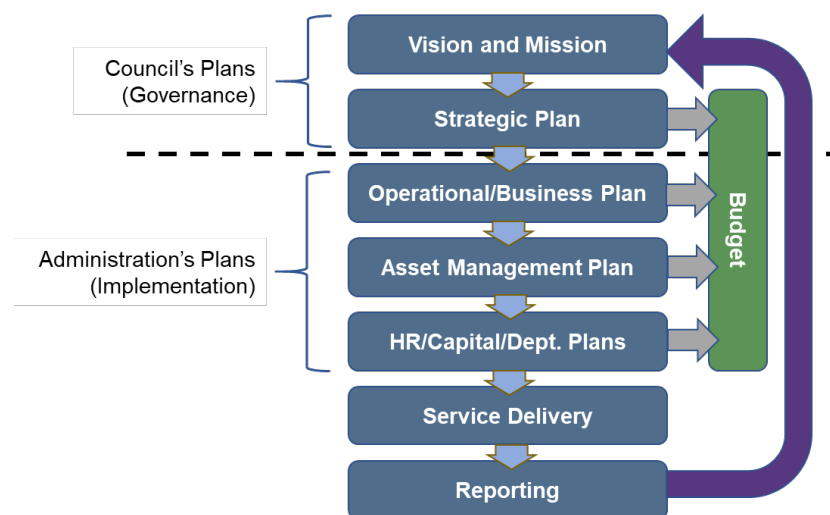 Vision and Mission
Council's Plans
(Governance)
Strategic Plan
Operational/Business Plan
Budget
Administration's Plans
(Implementation)
Asset Management Plan
HR/Capital/Dept. Plans
Service Delivery
Reporting